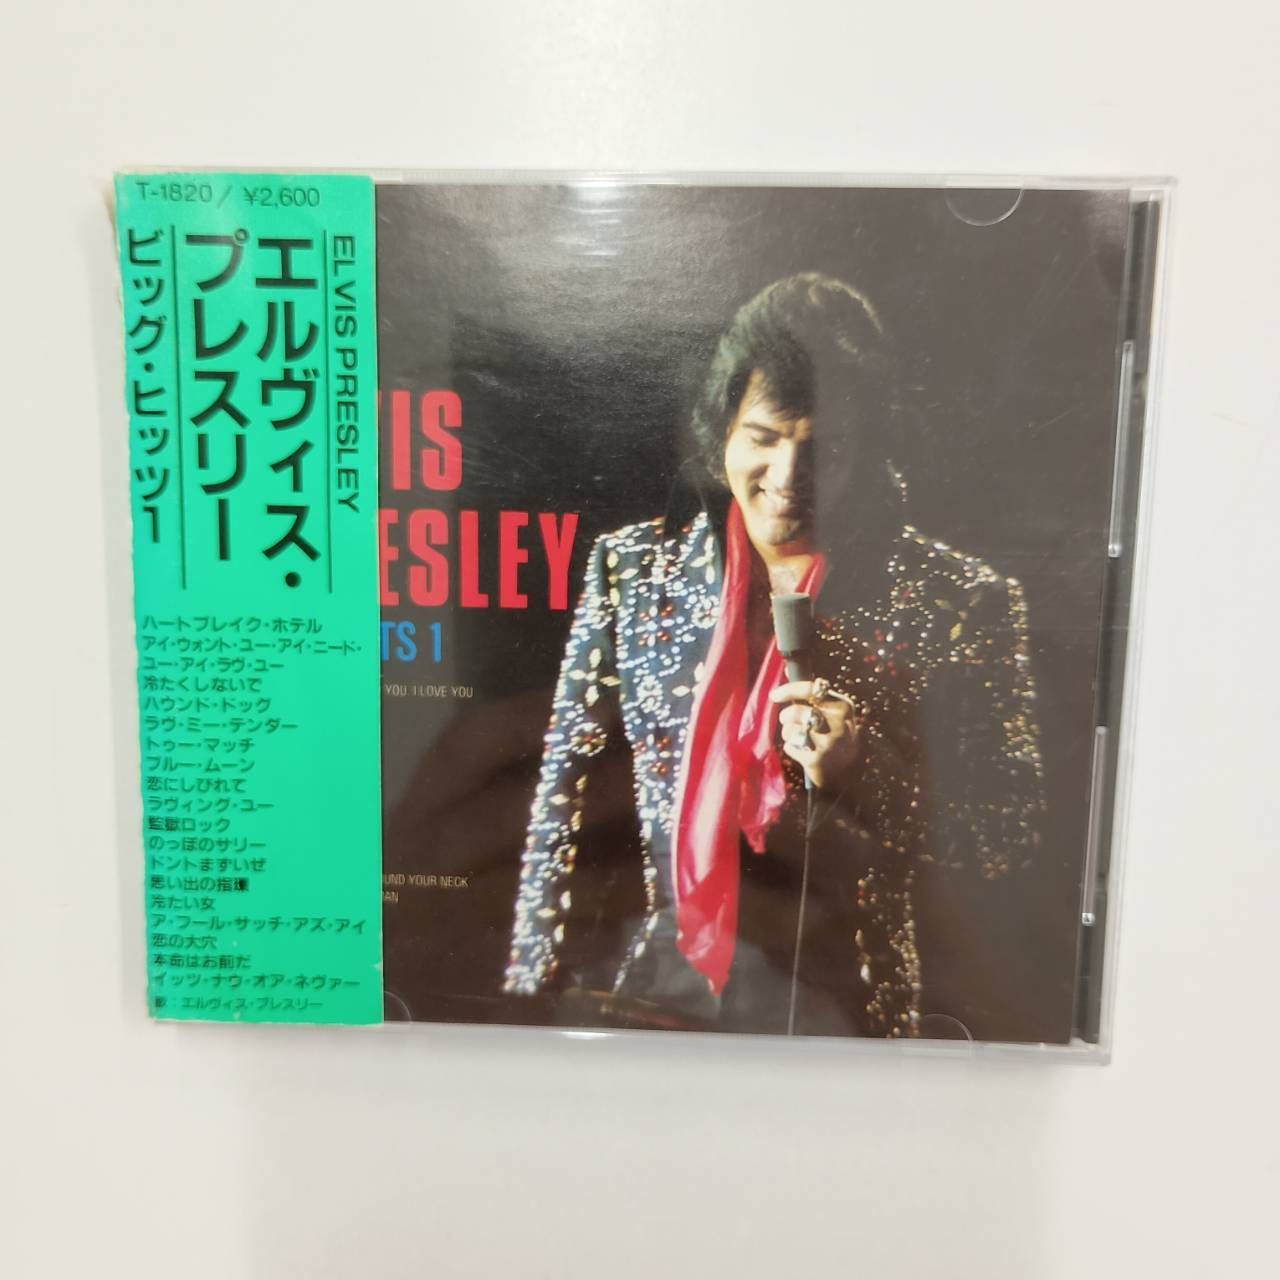 T-1820/¥2,600
ELVIS PRESLEY
エルヴィス・
プレスリー
ビッグ・ヒッツ1
ハートブレイク・ホテル
アイ・ウォント・ユー・アイ・ニード・
ユー・アイ・ラヴ・ユー
冷たくしないで
ハウンド・ドッグ
ラヴ・ミー・テンダー
トゥー・マッチ
ブルー・ムーン
恋にしびれて
ラヴィング・ユー
監獄ロック
のっぽのサリー
ドントまずいぜ
思い出の指環
冷たい女
ア・フール・サッチ・アズ・アイ
恋の大穴
本命はお前だ
イッツ・ナウ・オア・ネヴァー
歌：エルヴィス・プレスリー
VIS
ESLEY
TS 1
YOU, I LOVE YOU
UND YOUR NECK
MAN